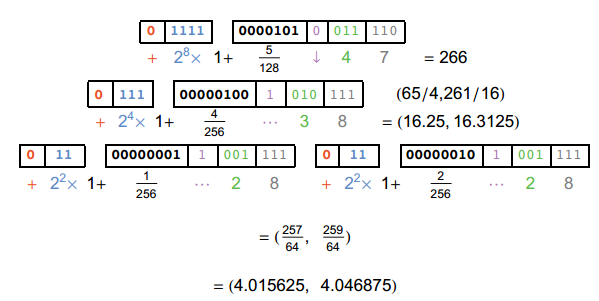 0 1111 0000101 0 011 110
+ 2⁸× 1+ 5/128 ↓ 4 7 = 266
0 111 00000100 1 010 111 (65/4,261/16)
+ 2⁴× 1+ 4/256 ⋯ 3 8 = (16.25, 16.3125)
0 11 00000001 1 001 111 0 11 00000010 1 001 111
+ 2²× 1+ 1/256 ⋯ 2 8 + 2²× 1+ 2/256 ⋯ 2 8
= (257/64, 259/64)
= (4.015625, 4.046875)